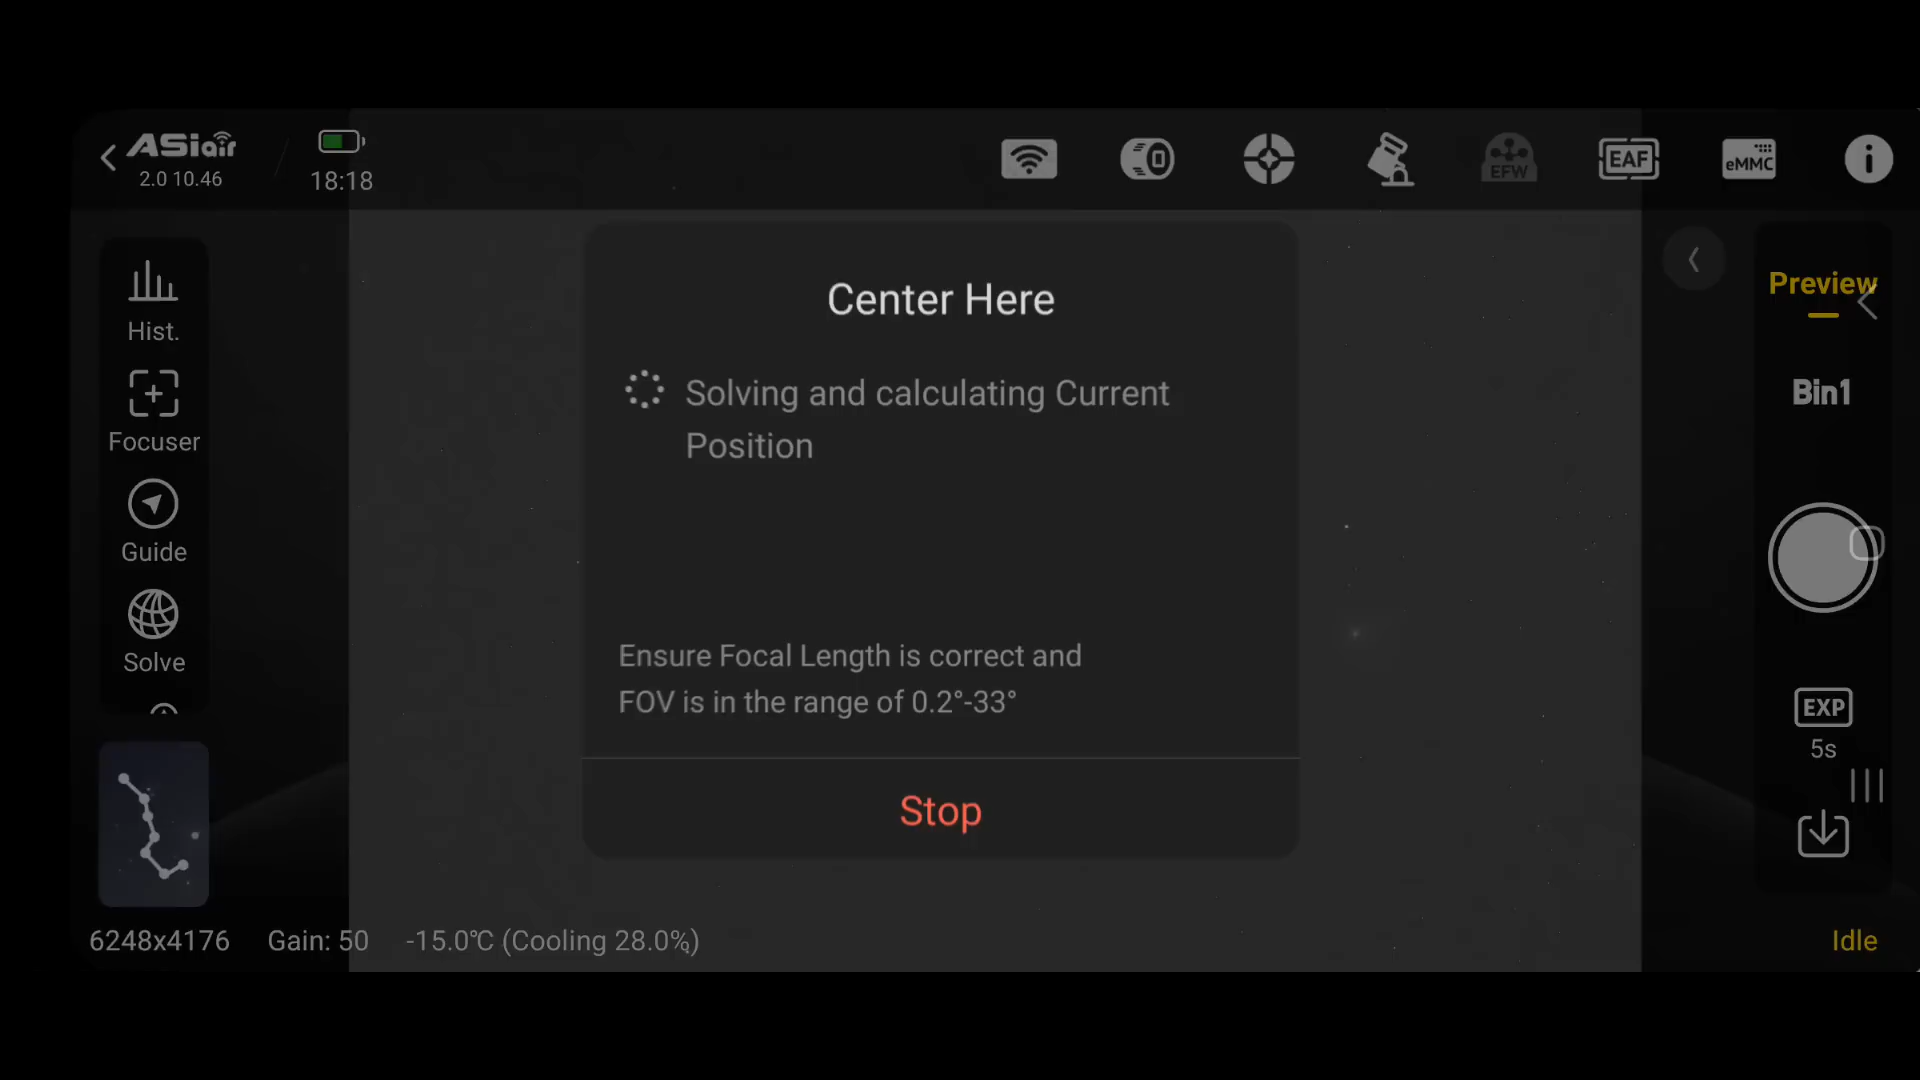 ASiair
2.0 10.46
18:18
EFW
EAF
eMMC
Hist.
Focuser
Guide
Solve
Center Here
Solving and calculating Current
Position
Ensure Focal Length is correct and
FOV is in the range of 0.2°-33°
Stop
Preview
Bin1
EXP
5s
6248x4176 Gain: 50 -15.0℃ (Cooling 28.0%)
Idle